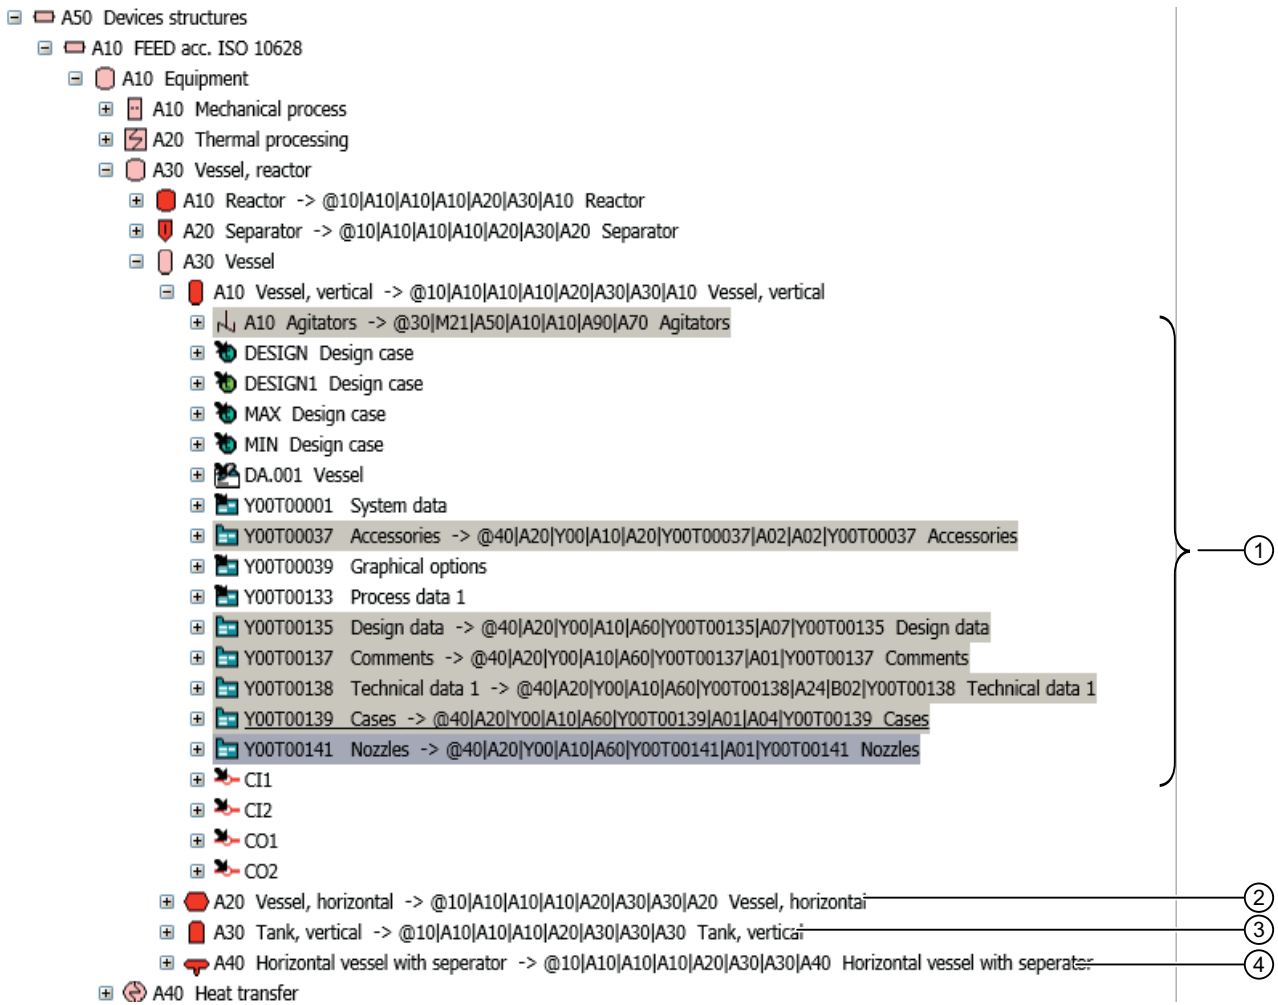 A50 Devices structures
A10 FEED acc. ISO 10628
A10 Equipment
A10 Mechanical process
A20 Thermal processing
A30 Vessel, reactor
A10 Reactor -> @10|A10|A10|A10|A20|A30|A10 Reactor
A20 Separator -> @10|A10|A10|A10|A20|A30|A20 Separator
A30 Vessel
A10 Vessel, vertical -> @10|A10|A10|A10|A20|A30|A30|A10 Vessel, vertical
A10 Agitators -> @30|M21|A50|A10|A10|A90|A70 Agitators
DESIGN Design case
DESIGN1 Design case
MAX Design case
MIN Design case
DA.001 Vessel
Y00T00001 System data
Y00T00037 Accessories -> @40|A20|Y00|A10|A20|Y00T00037|A02|A02|Y00T00037 Accessories
1
Y00T00039 Graphical options
Y00T00133 Process data 1
Y00T00135 Design data -> @40|A20|Y00|A10|A60|Y00T00135|A07|Y00T00135 Design data
Y00T00137 Comments -> @40|A20|Y00|A10|A60|Y00T00137|A01|Y00T00137 Comments
Y00T00138 Technical data 1 -> @40|A20|Y00|A10|A60|Y00T00138|A24|B02|Y00T00138 Technical data 1
Y00T00139 Cases -> @40|A20|Y00|A10|A60|Y00T00139|A01|A04|Y00T00139 Cases
Y00T00141 Nozzles -> @40|A20|Y00|A10|A60|Y00T00141|A01|Y00T00141 Nozzles
CI1
CI2
CO1
CO2
A20 Vessel, horizontal -> @10|A10|A10|A10|A20|A30|A30|A20 Vessel, horizontal 2
A30 Tank, vertical -> @10|A10|A10|A10|A20|A30|A30|A30 Tank, vertical 3
A40 Horizontal vessel with seperator -> @10|A10|A10|A10|A20|A30|A30|A40 Horizontal vessel with seperator 4
A40 Heat transfer